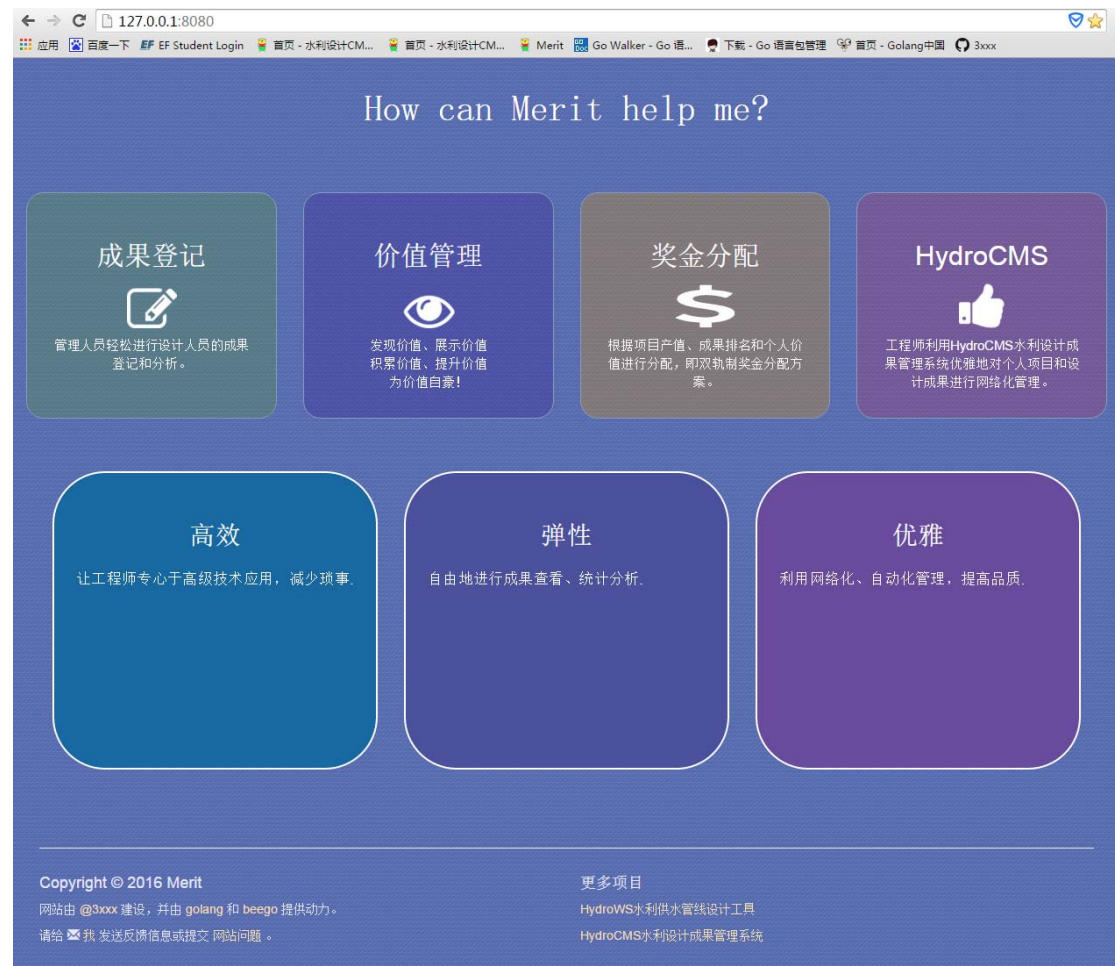 127.0.0.1:8080
应用 百度一下 EF EF Student Login 首页 - 水利设计CM... 首页 - 水利设计CM... Merit GO DOC Go Walker - Go 语... 下载 - Go 语言包管理 首页 - Golang中国 3xxx
How can Merit help me?
成果登记
管理人员轻松进行设计人员的成果
登记和分析。
价值管理
发现价值、展示价值
积累价值、提升价值
为价值自豪!
奖金分配
根据项目产值、成果排名和个人价
值进行分配，即双轨制奖金分配方
案。
HydroCMS
工程师利用HydroCMS水利设计成
果管理系统优雅地对个人项目和设
计成果进行网络化管理。
高效
让工程师专心于高级技术应用，减少琐事.
弹性
自由地进行成果查看、统计分析.
优雅
利用网络化、自动化管理，提高品质.
Copyright © 2016 Merit
网站由 @3xxx 建设，并由 golang 和 beego 提供动力。
请给 我 发送反馈信息或提交 网站问题 。
更多项目
HydroWS水利供水管线设计工具
HydroCMS水利设计成果管理系统